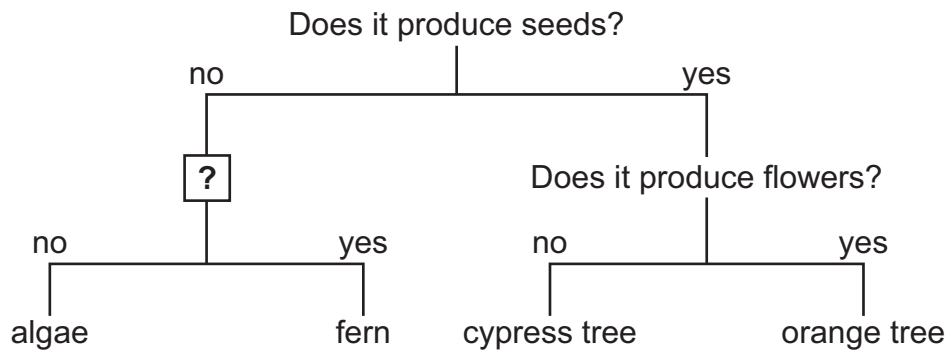 Does it produce seeds?
no
yes
?
Does it produce flowers?
no
yes
no
yes
algae
fern
cypress tree
orange tree